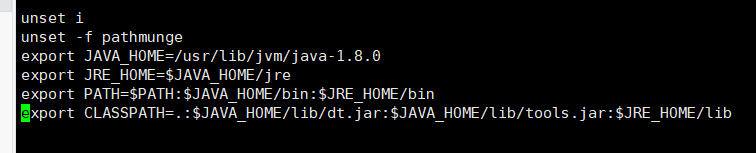 unset i
unset -f pathmunge
export JAVA_HOME=/usr/lib/jvm/java-1.8.0
export JRE_HOME=$JAVA_HOME/jre
export PATH=$PATH:$JAVA_HOME/bin:$JRE_HOME/bin
export CLASSPATH=.:$JAVA_HOME/lib/dt.jar:$JAVA_HOME/lib/tools.jar:$JRE_HOME/lib